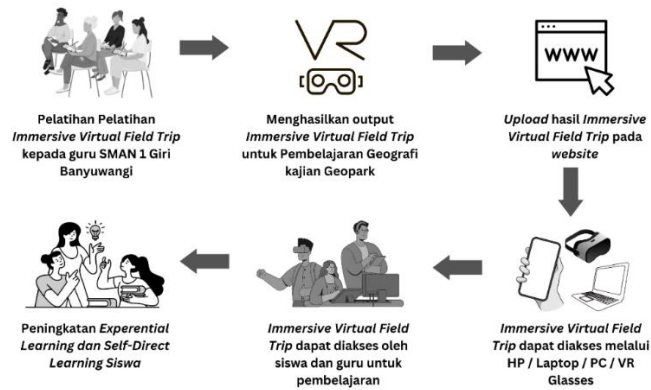 VR
WWW
Pelatihan Pelatihan
Immersive Virtual Field Trip
kepada guru SMAN 1 Giri
Banyuwangi
Menghasilkan output
Immersive Virtual Field Trip
untuk Pembelajaran Geografi
kajian Geopark
Upload hasil Immersive
Virtual Field Trip pada
website
Peningkatan Experential
Learning dan Self-Direct
Learning Siswa
Immersive Virtual Field
Trip dapat diakses oleh
siswa dan guru untuk
pembelajaran
Immersive Virtual Field
Trip dapat diakses melalui
HP / Laptop / PC / VR
Glasses